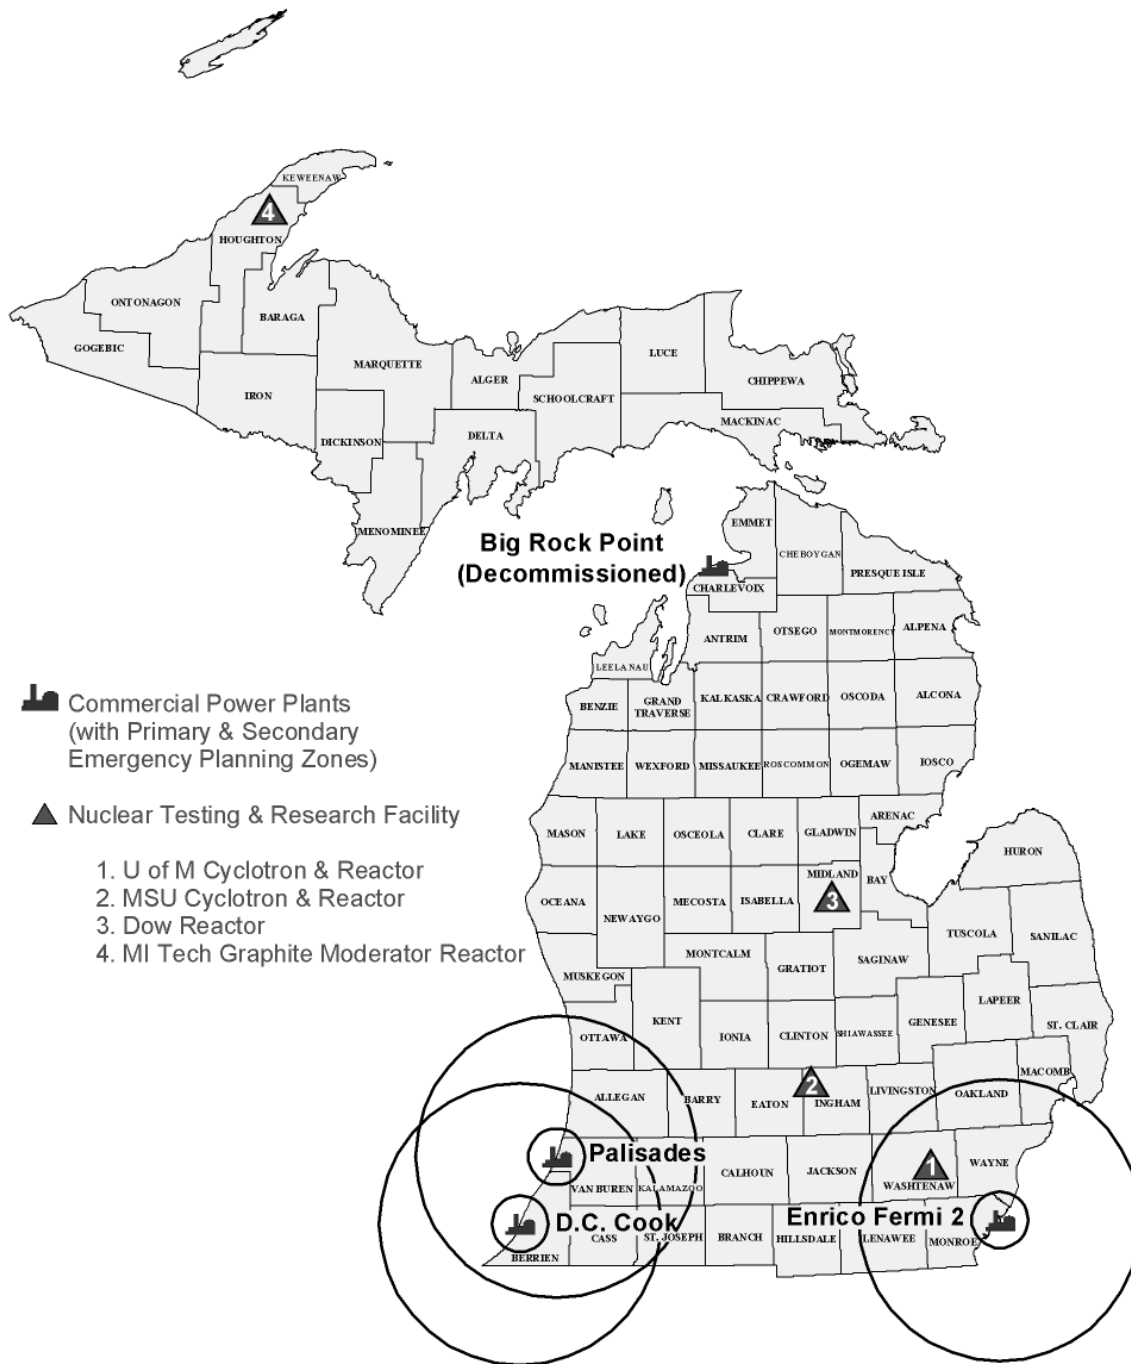 KEWEENAW
4
HOUGHTON
ONTONAGON
BARAGA
GOGEBIC
MARQUETTE
LUCE
ALGER
CHIPPEWA
IRON
SCHOOLCRAFT
MACKINAC
DICKINSON
DELTA
MENOMINEE
EMMET
Big Rock Point
(Decommissioned)
CHEBOYGAN
PRESQUE ISLE
CHARLEVOIX
ANTRIM
OTSEGO
MONTMORENCY
ALPENA
LEELANAU
BENZIE
GRAND
TRAVERSE
KALKASKA
CRAWFORD
OSCODA
ALCONA
MANISTEE
WEXFORD
MISSAUKEE
ROSCOMMON
OGEMAW
IOSCO
Commercial Power Plants
(with Primary & Secondary
Emergency Planning Zones)
Nuclear Testing & Research Facility
1. U of M Cyclotron & Reactor
2. MSU Cyclotron & Reactor
3. Dow Reactor
4. MI Tech Graphite Moderator Reactor
MASON
LAKE
OSCEOLA
CLARE
GLADWIN
ARENAC
HURON
OCEANA
NEWAYGO
MECOSTA
ISABELLA
MIDLAND
3
BAY
TUSCOLA
SANILAC
MUSKEGON
MONTCALM
GRATIOT
SAGINAW
KENT
OTTAWA
IONIA
CLINTON
SHIAWASSEE
GENESEE
LAPEER
ST. CLAIR
ALLEGAN
BARRY
EATON
2
INGHAM
LIVINGSTON
OAKLAND
MACOMB
Palisades
VAN BUREN
KALAMAZOO
CALHOUN
JACKSON
1
WASHTENAW
WAYNE
D.C. Cook
Enrico Fermi 2
BERRIEN
CASS
ST. JOSEPH
BRANCH
HILLSDALE
LENAWEE
MONROE